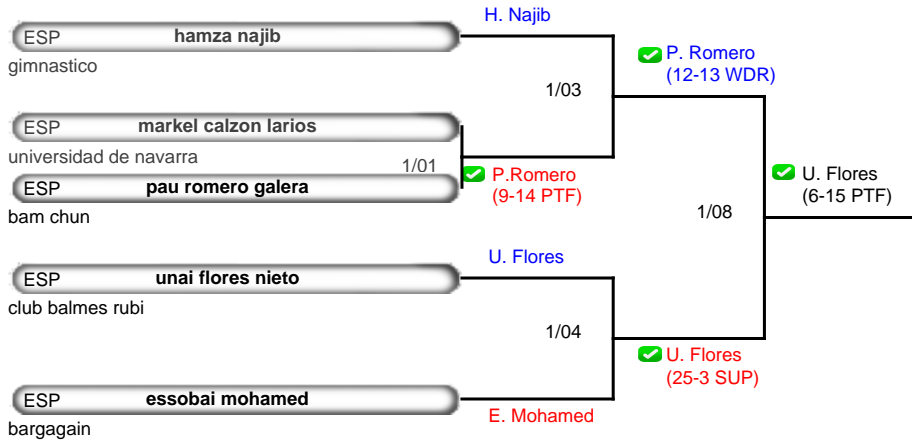 H. Najib
ESP hamza najib
gimnastico
P. Romero
(12-13 WDR)
1/03
ESP markel calzon larios
universidad de navarra
1/01
P.Romero
(9-14 PTF)
ESP pau romero galera
bam chun
U. Flores
(6-15 PTF)
1/08
U. Flores
ESP unai flores nieto
club balmes rubi
1/04
U. Flores
(25-3 SUP)
ESP essobai mohamed
E. Mohamed
bargagain